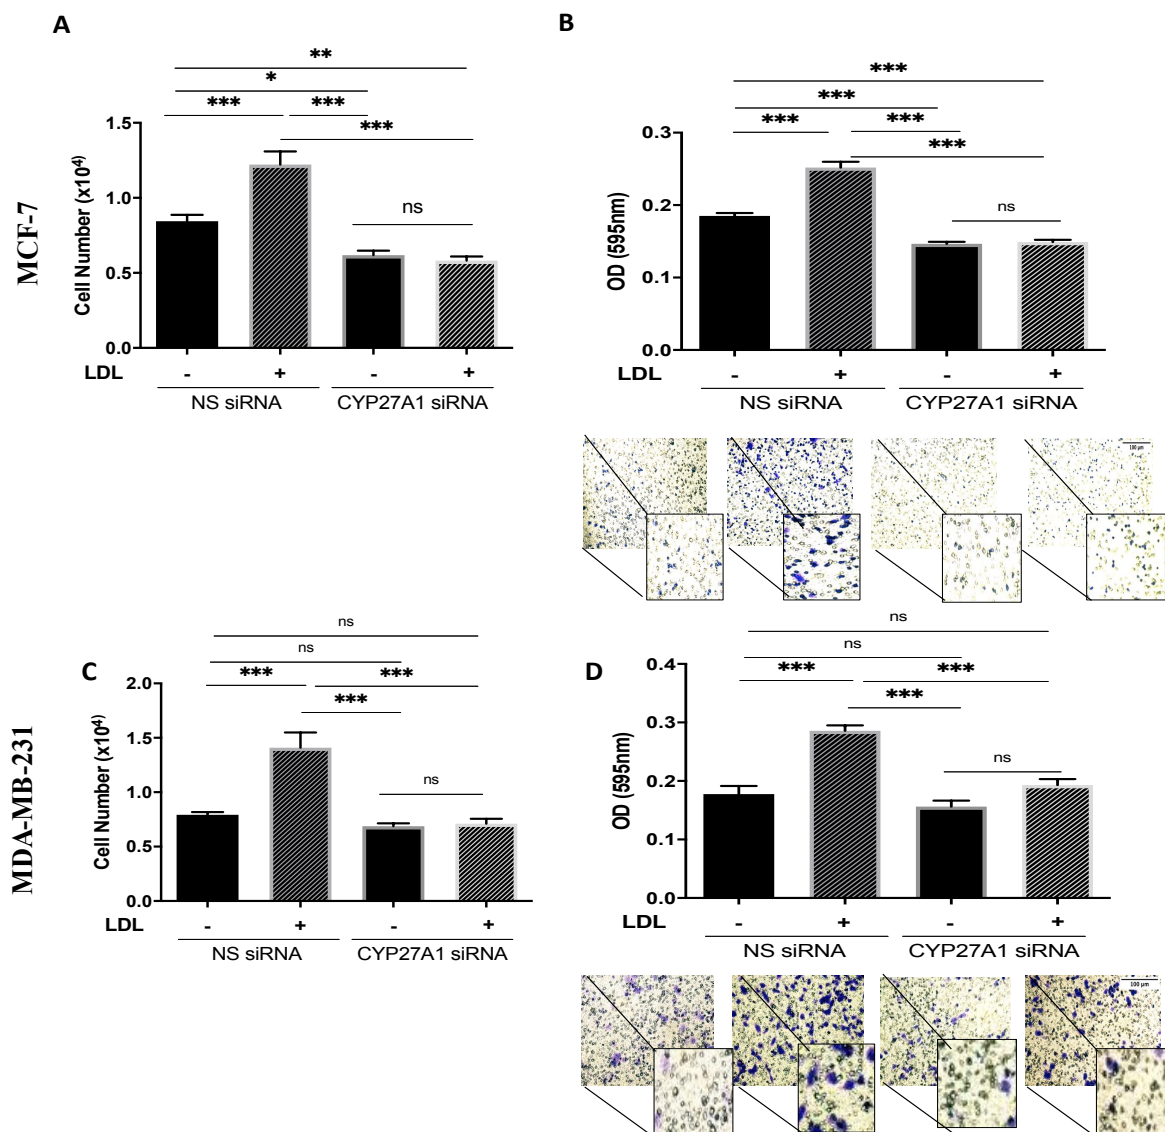 A
**
*
***
***
***
ns
1.5
1.0
0.5
0.0
Cell Number (x10⁴)
MCF-7
LDL
- + - +
NS siRNA CYP27A1 siRNA
B
***
***
***
***
***
ns
0.3
0.2
0.1
0.0
OD (595nm)
LDL
- + - +
NS siRNA CYP27A1 siRNA
100 µm
C
ns
ns
***
***
***
ns
2.0
1.5
1.0
0.5
0.0
Cell Number (x10⁴)
MDA-MB-231
LDL
- + - +
NS siRNA CYP27A1 siRNA
D
ns
ns
***
***
***
ns
0.4
0.3
0.2
0.1
0.0
OD (595nm)
LDL
- + - +
NS siRNA CYP27A1 siRNA
100 µm